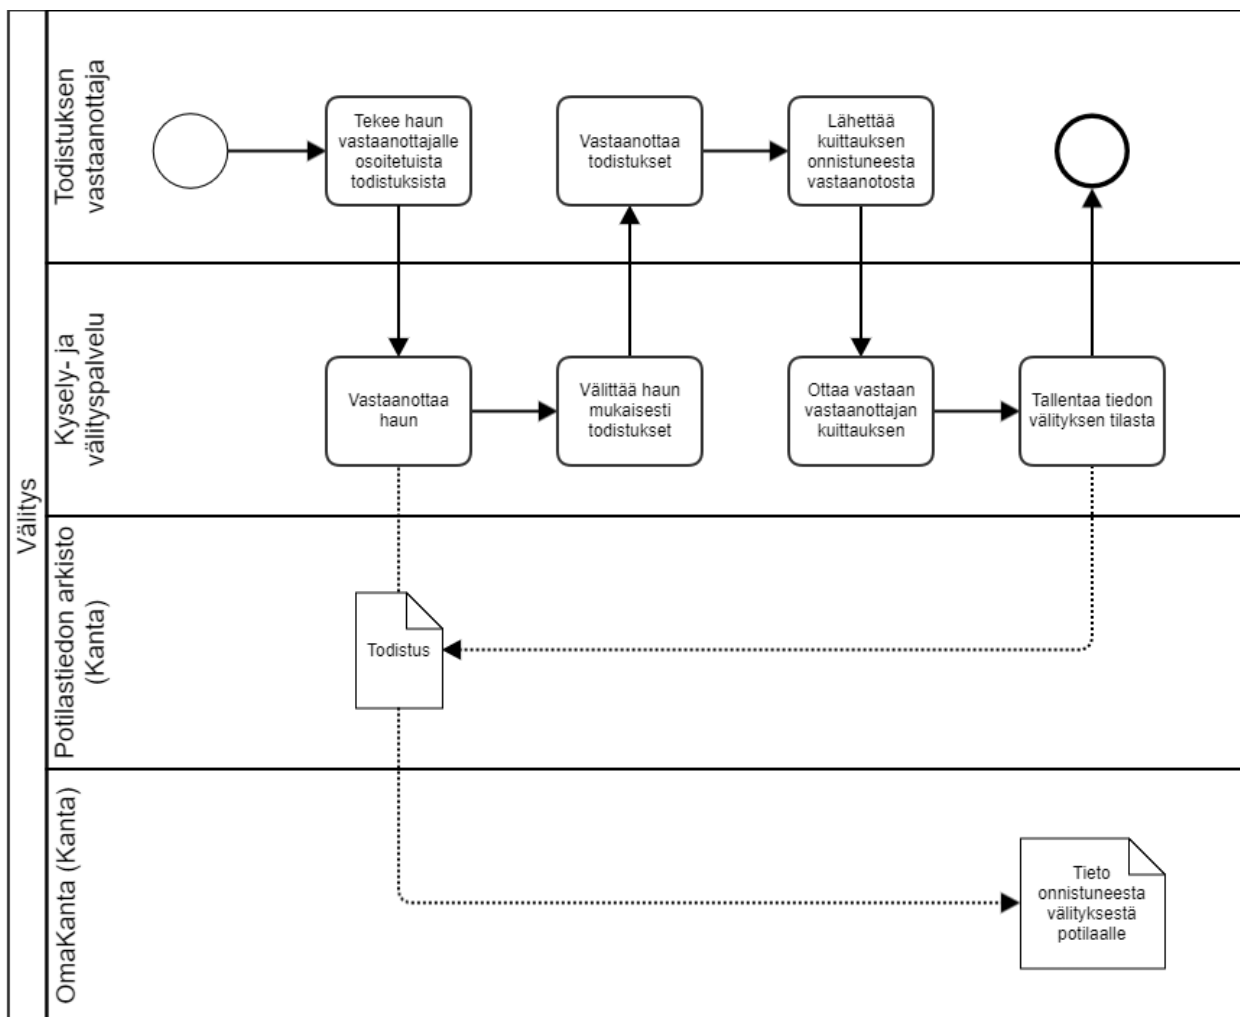 Välitys
Todistuksen
vastaanottaja
Tekee haun
vastaanottajalle
osoitetuista
todistuksista
Vastaanottaa
todistukset
Lähettää
kuittauksen
onnistuneesta
vastaanotosta
Kysely- ja
välityspalvelu
Vastaanottaa
haun
Välittää haun
mukaisesti
todistukset
Ottaa vastaan
vastaanottajan
kuittauksen
Tallentaa tiedon
välityksen tilasta
Potilastiedon arkisto
(Kanta)
Todistus
OmaKanta (Kanta)
Tieto
onnistuneesta
välityksestä
potilaalle